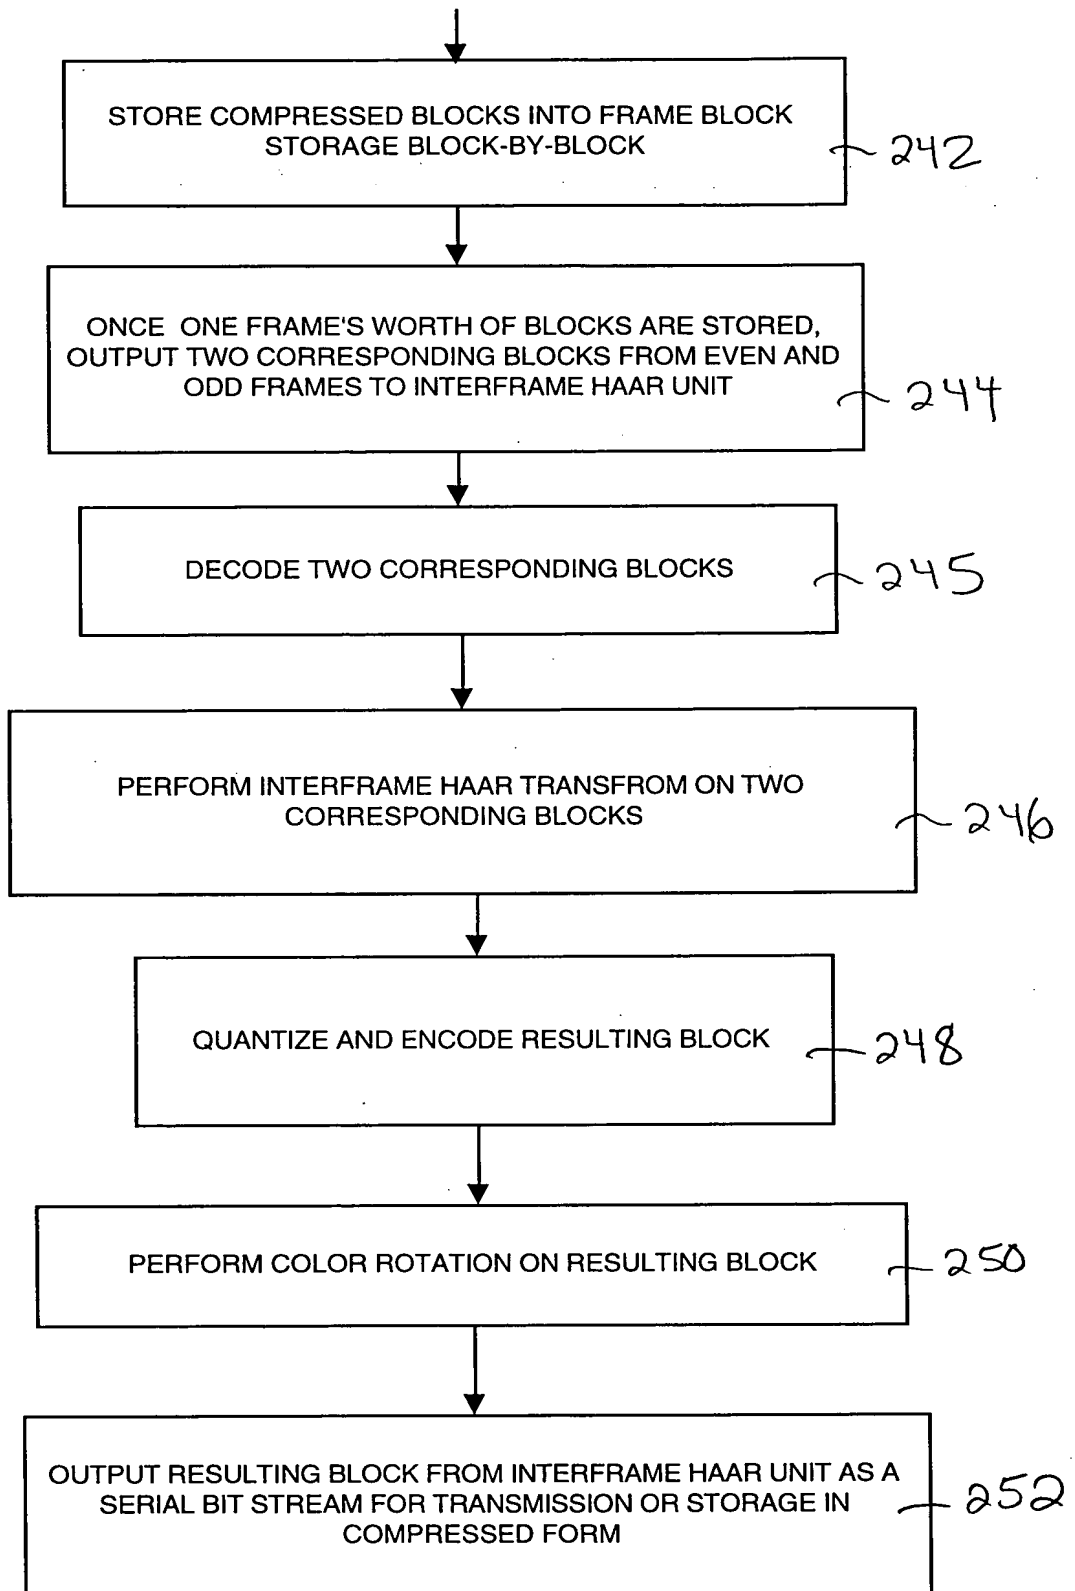 STORE COMPRESSED BLOCKS INTO FRAME BLOCK
STORAGE BLOCK-BY-BLOCK
242
ONCE ONE FRAME'S WORTH OF BLOCKS ARE STORED,
OUTPUT TWO CORRESPONDING BLOCKS FROM EVEN AND
ODD FRAMES TO INTERFRAME HAAR UNIT
244
DECODE TWO CORRESPONDING BLOCKS
245
PERFORM INTERFRAME HAAR TRANSFROM ON TWO
CORRESPONDING BLOCKS
246
QUANTIZE AND ENCODE RESULTING BLOCK
248
PERFORM COLOR ROTATION ON RESULTING BLOCK
250
OUTPUT RESULTING BLOCK FROM INTERFRAME HAAR UNIT AS A
SERIAL BIT STREAM FOR TRANSMISSION OR STORAGE IN
COMPRESSED FORM
252